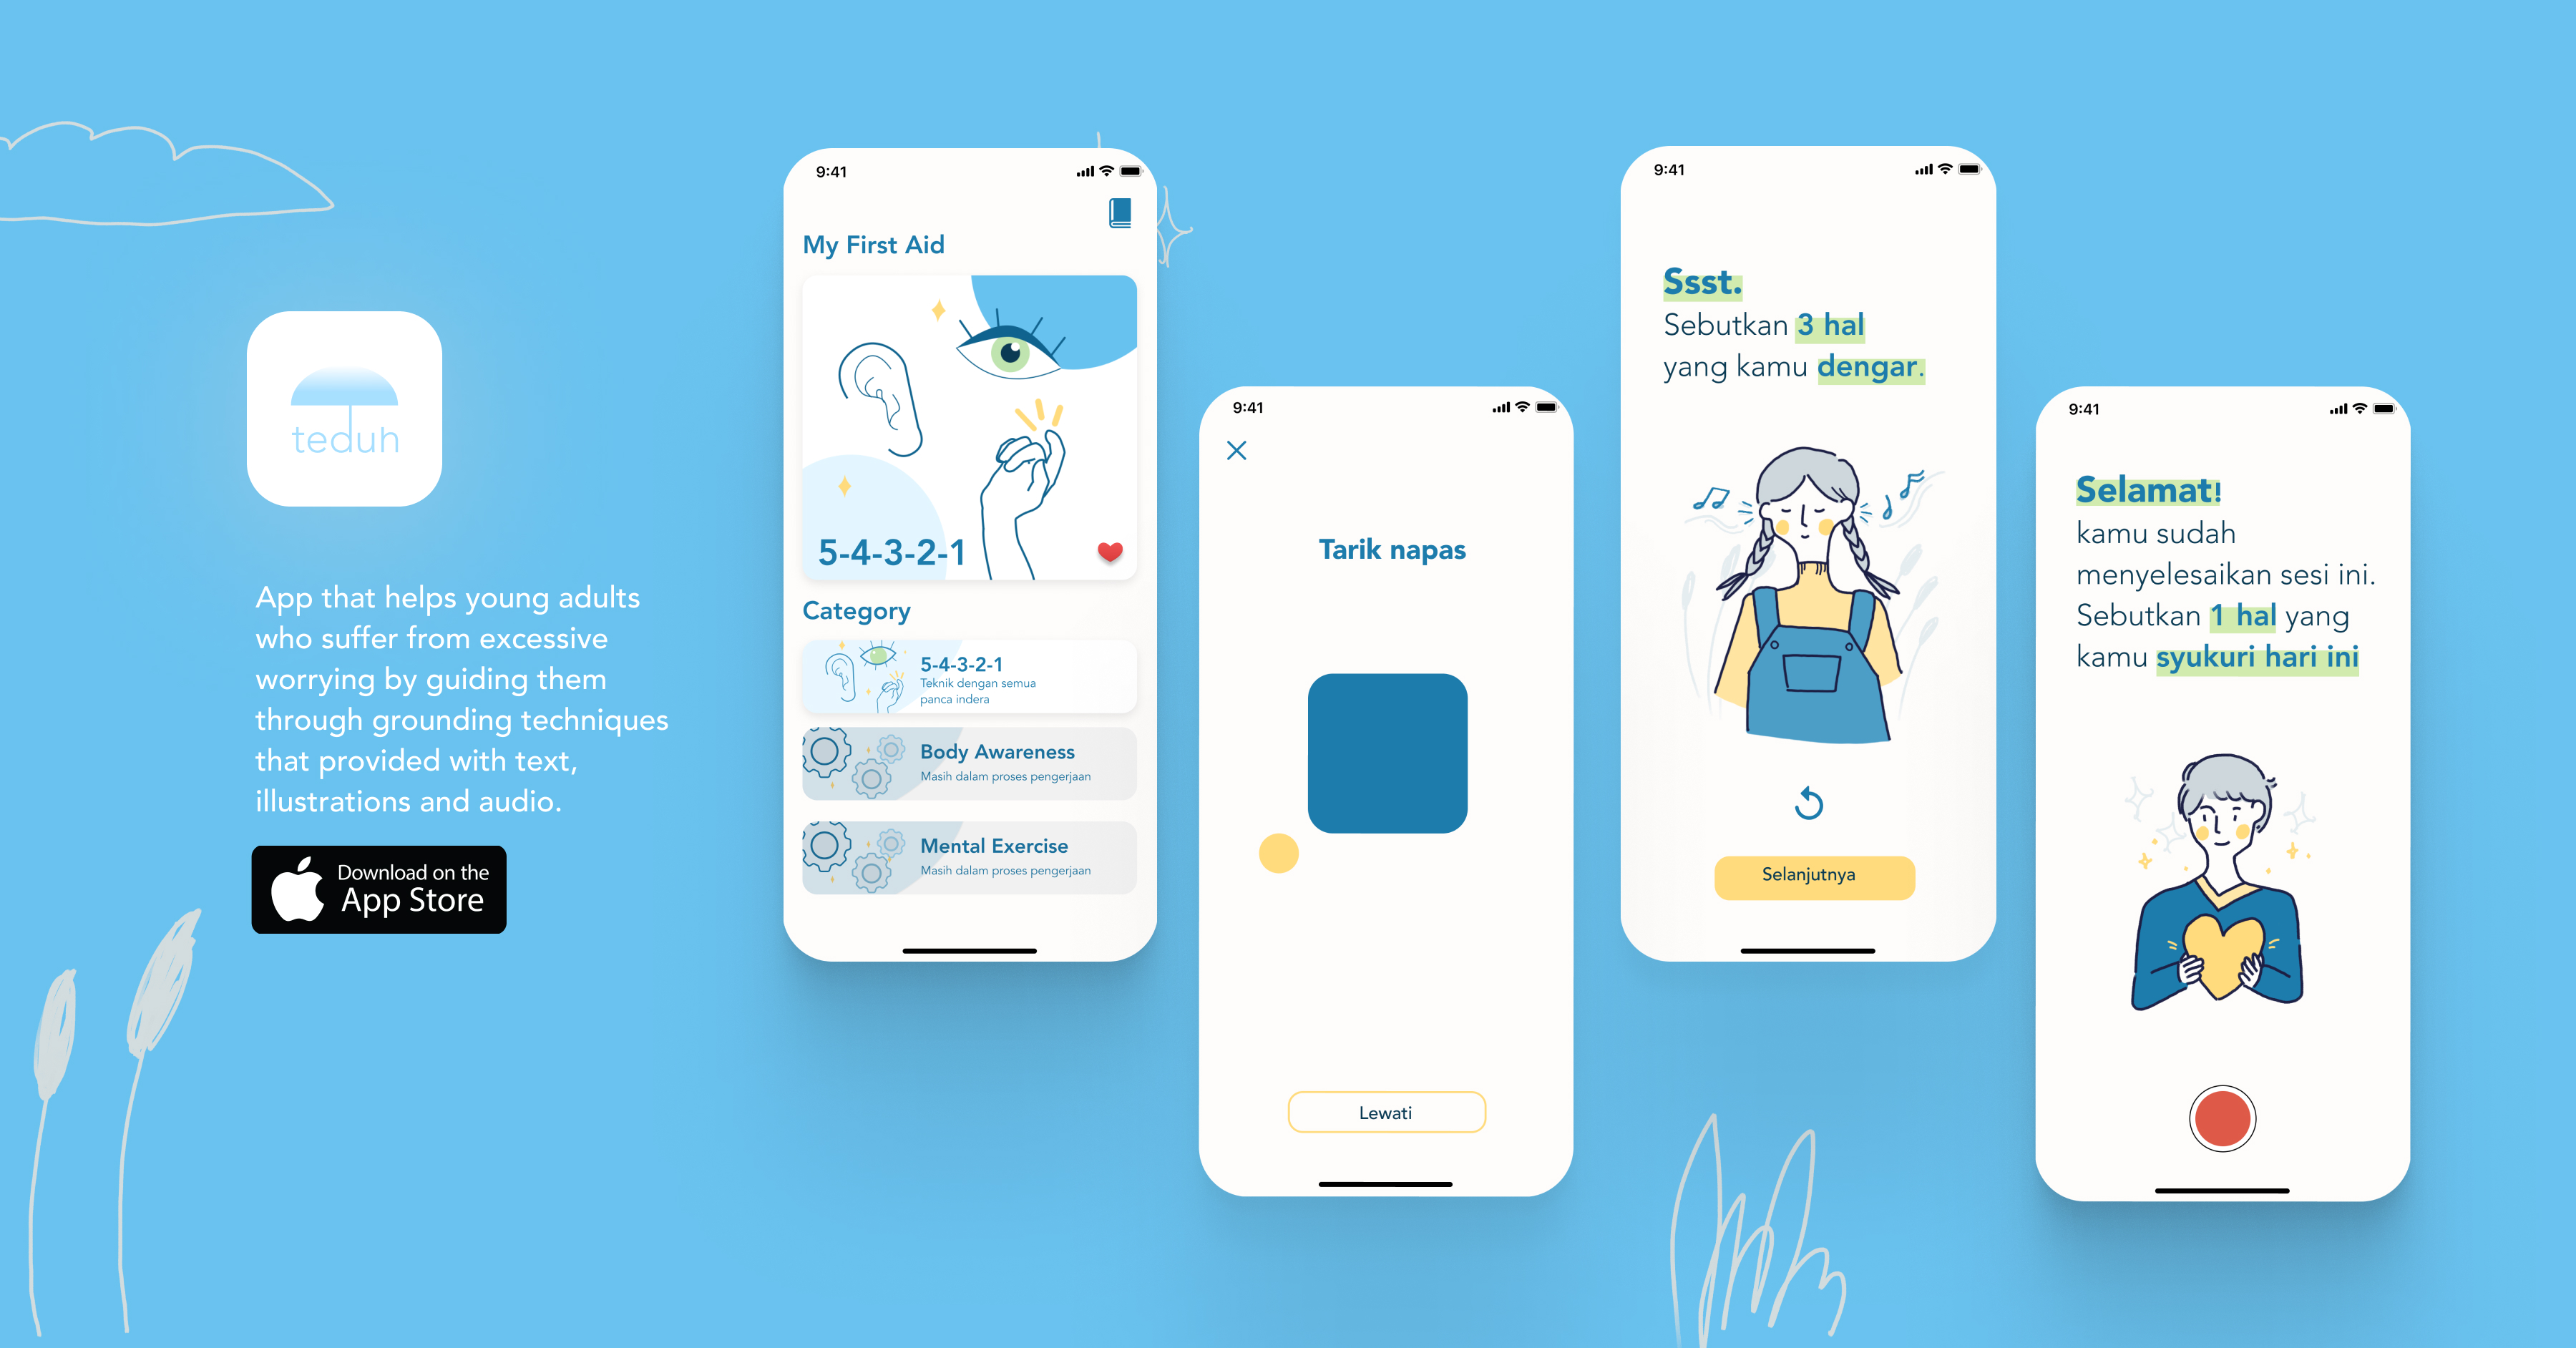 teduh
App that helps young adults
who suffer from excessive
worrying by guiding them
through grounding techniques
that provided with text,
illustrations and audio.
Download on the
App Store
9:41
My First Aid
5-4-3-2-1
Category
5-4-3-2-1
Teknik dengan semua
panca indera
Body Awareness
Masih dalam proses pengerjaan
Mental Exercise
Masih dalam proses pengerjaan
9:41
Tarik napas
Lewati
9:41
Ssst.
Sebutkan 3 hal
yang kamu dengar.
Selanjutnya
9:41
Selamat!
kamu sudah
menyelesaikan sesi ini.
Sebutkan 1 hal yang
kamu syukuri hari ini